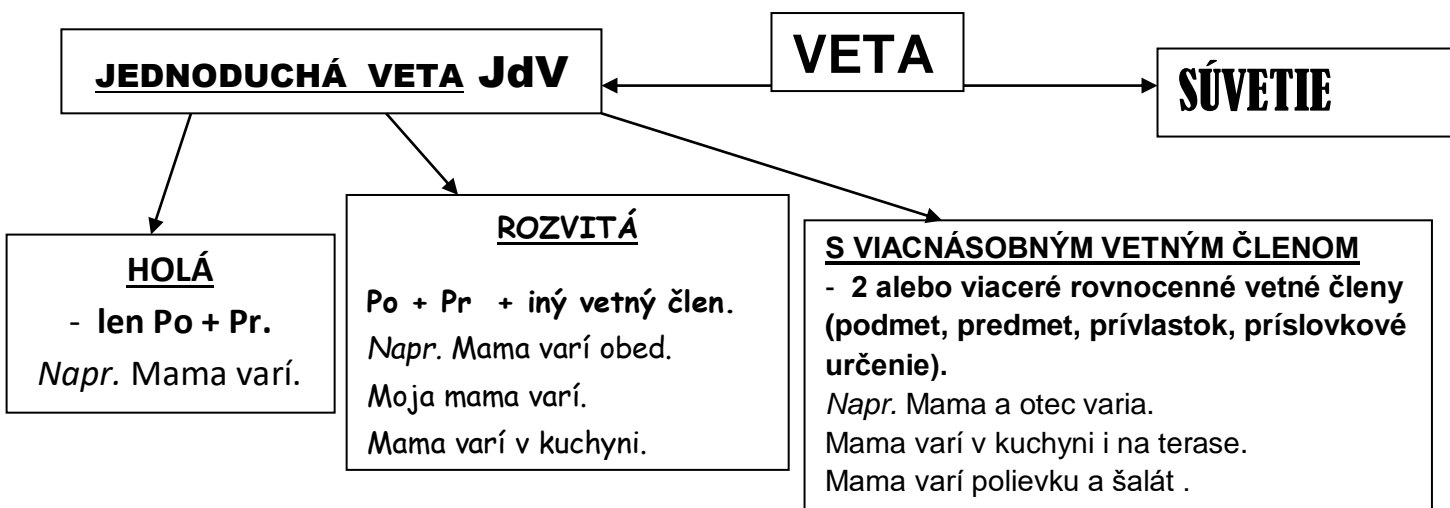 VETA
JEDNODUCHÁ VETA JdV
SÚVETIE
HOLÁ
- len Po + Pr.
Napr. Mama varí.
ROZVITÁ
Po + Pr + iný vetný člen.
Napr. Mama varí obed.
Moja mama varí.
Mama varí v kuchyni.
S VIACNÁSOBNÝM VETNÝM ČLENOM
- 2 alebo viaceré rovnocenné vetné členy
(podmet, predmet, prívlastok, príslovkové
určenie).
Napr. Mama a otec varia.
Mama varí v kuchyni i na terase.
Mama varí polievku a šalát .